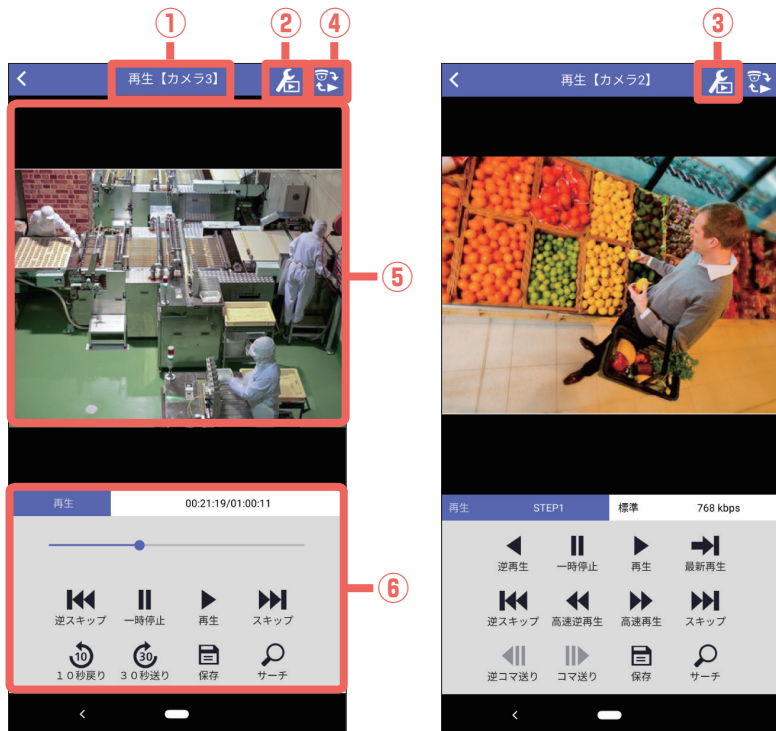 ① ② ④
再生【カメラ3】
⑤
再生 00:21:19/01:00:11
逆スキップ 一時停止 再生 スキップ
10 30
10秒戻り 30秒送り 保存 サーチ
⑥
③
再生【カメラ2】
再生 STEP1 標準 768 kbps
逆再生 一時停止 再生 最新再生
逆スキップ 高速逆再生 高速再生 スキップ
逆コマ送り コマ送り 保存 サーチ